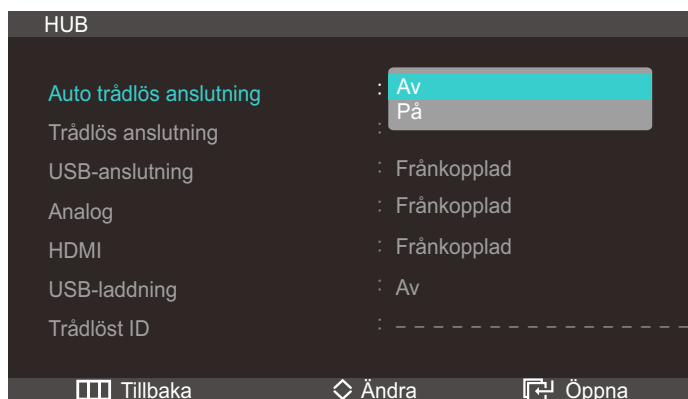 HUB
Auto trådlös anslutning : Av
På
Trådlös anslutning :
USB-anslutning : Frånkopplad
Analog : Frånkopplad
HDMI : Frånkopplad
USB-laddning : Av
Trådlöst ID : – – – – – – – – – – – – – – – –
Tillbaka Ändra Öppna